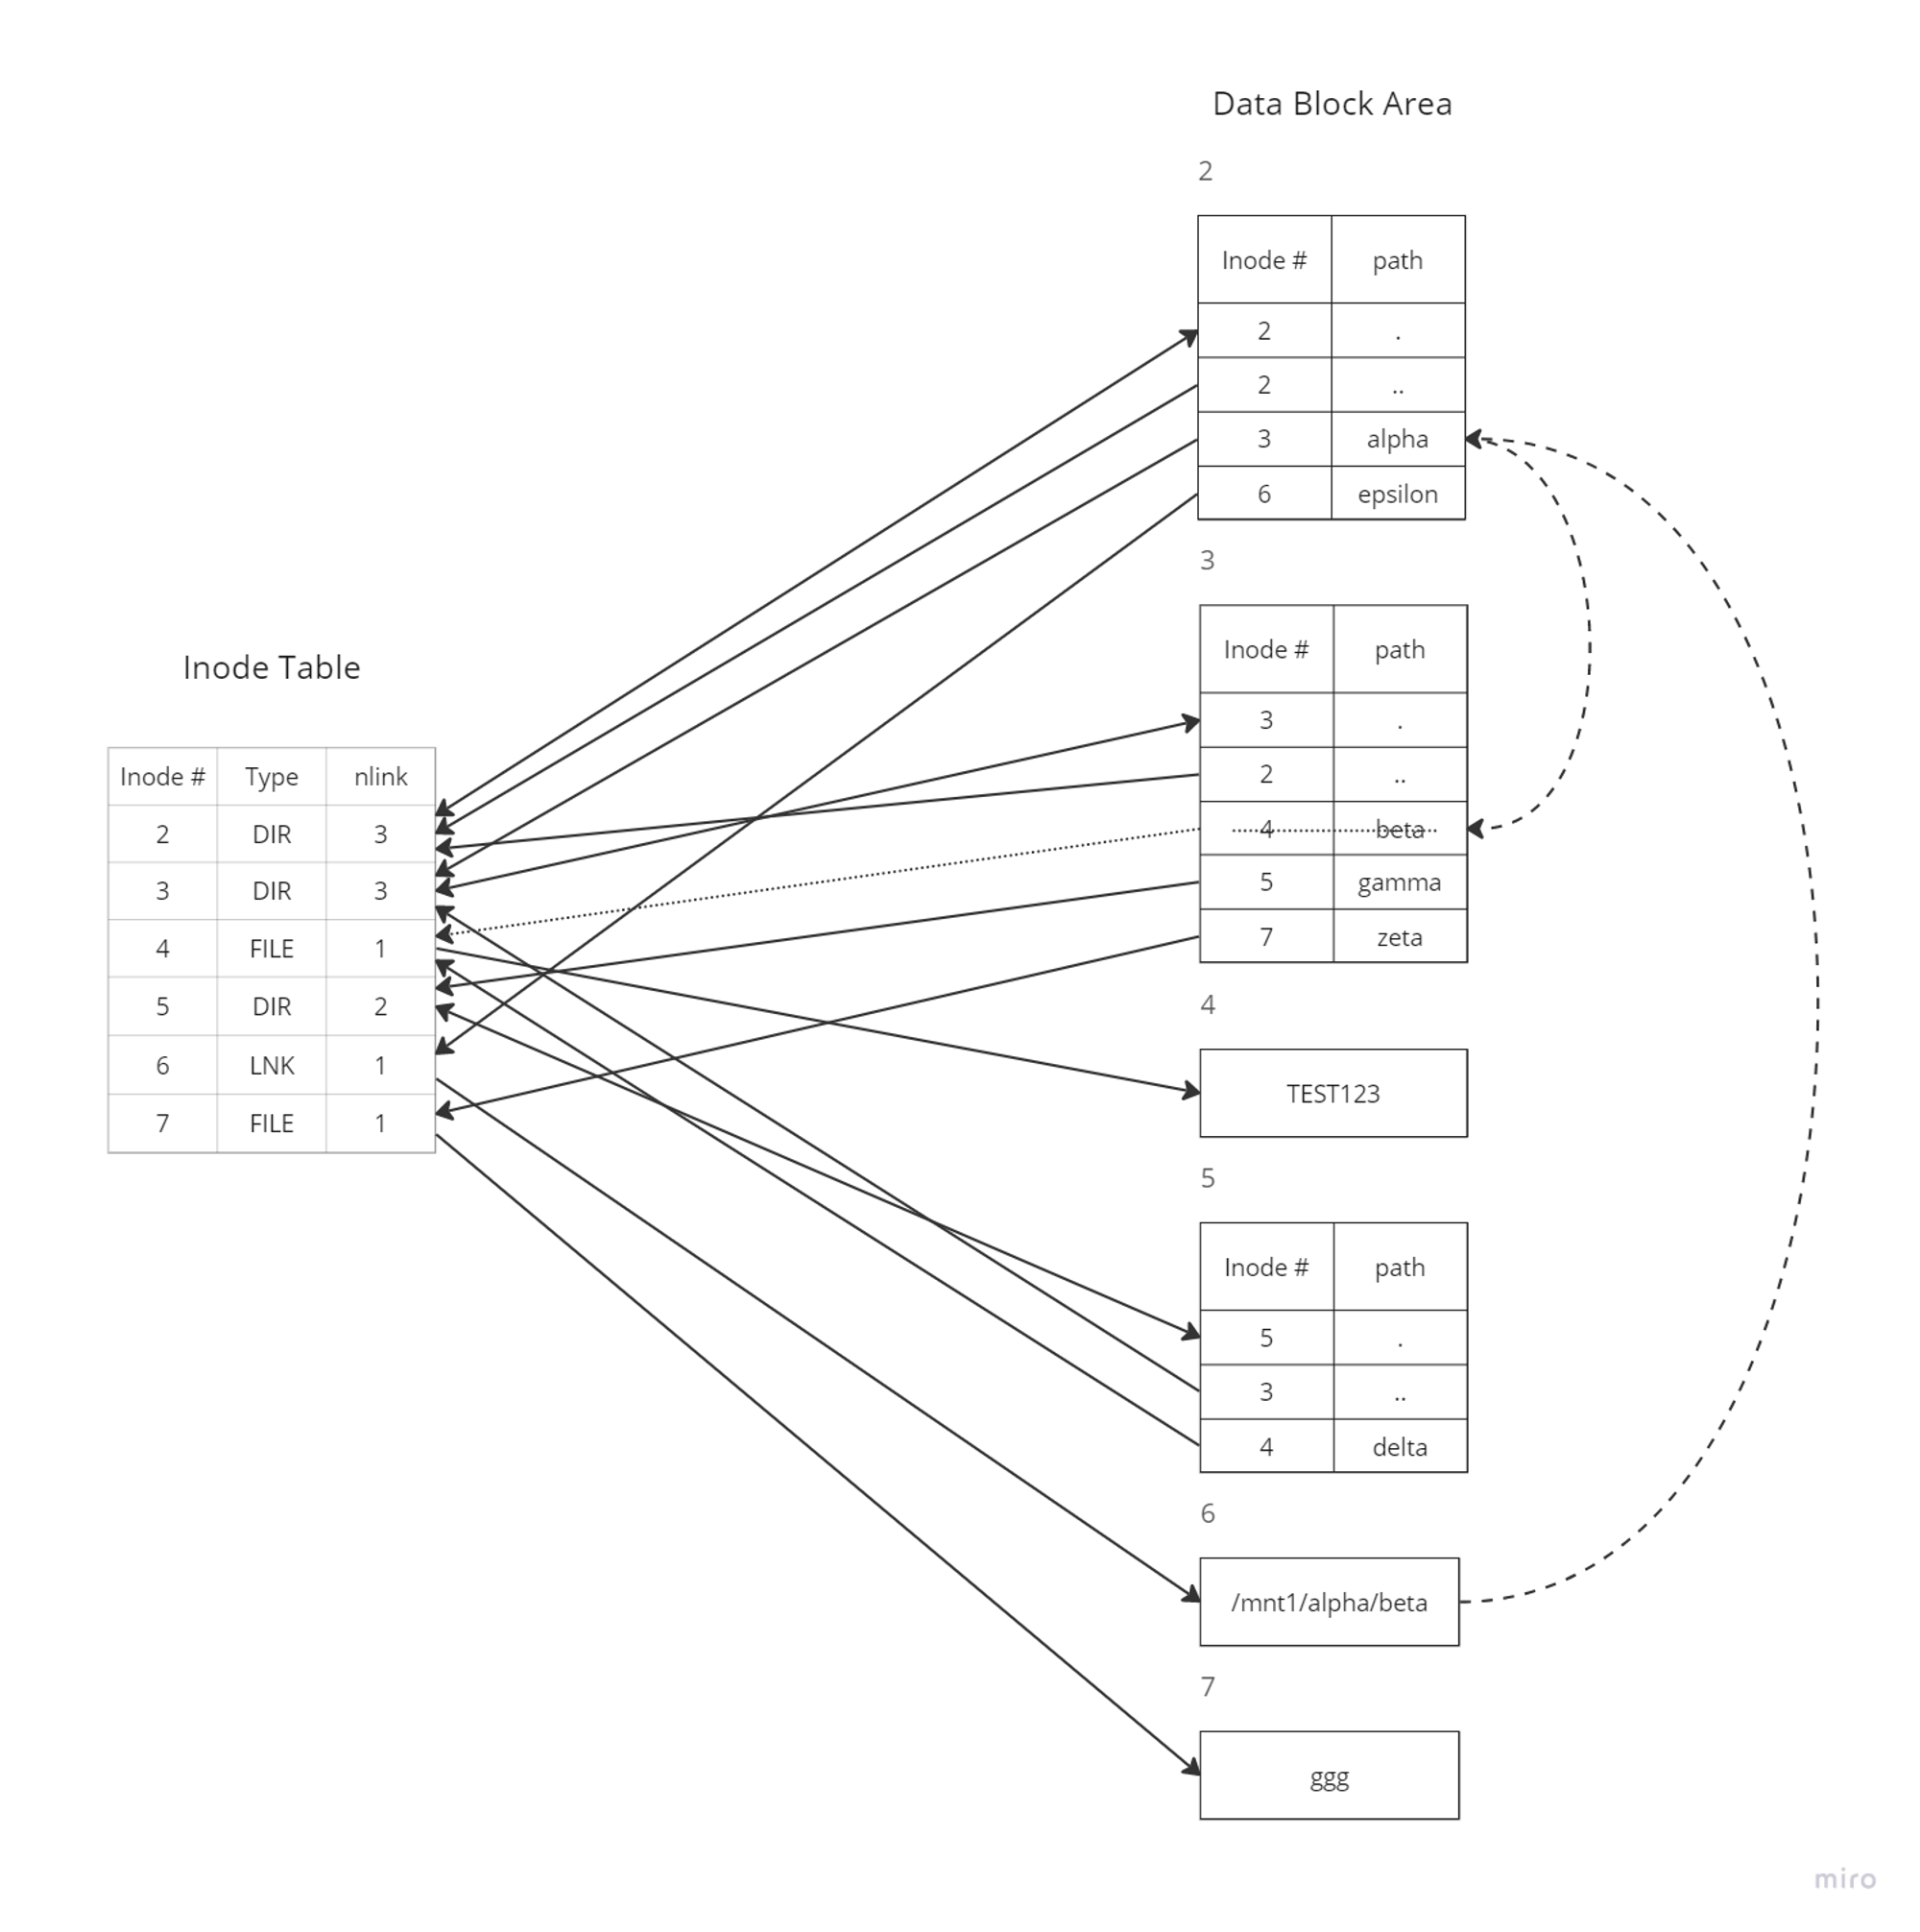 Data Block Area
2
Inode # path
2 .
2 ..
3 alpha
6 epsilon
3
Inode # path
3 .
2 ..
4 beta
5 gamma
7 zeta
Inode Table
Inode # Type nlink
2 DIR 3
3 DIR 3
4 FILE 1
5 DIR 2
6 LNK 1
7 FILE 1
4
TEST123
5
Inode # path
5 .
3 ..
4 delta
6
/mnt1/alpha/beta
7
ggg
miro